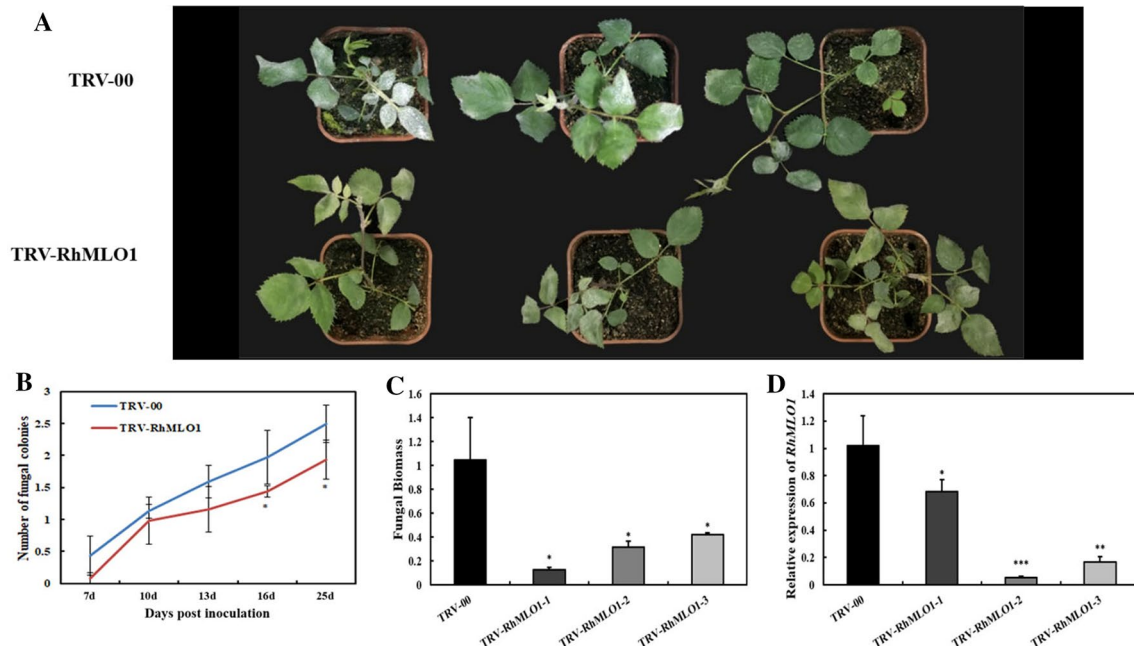 A
TRV-00
TRV-RhMLO1
B
3
2.5
2
1.5
1
0.5
0
Number of fungal colonies
TRV-00
TRV-RhMLO1
*
*
7d
10d
13d
16d
25d
Days post inoculation
C
1.6
1.4
1.2
1
0.8
0.6
0.4
0.2
0
Fungal Biomass
*
*
*
TRV-00
TRV-RhMLO1-1
TRV-RhMLO1-2
TRV-RhMLO1-3
D
1.4
1.2
1
0.8
0.6
0.4
0.2
0
Relative expression of RhMLO1
*
***
**
TRV-00
TRV-RhMLO1-1
TRV-RhMLO1-2
TRV-RhMLO1-3